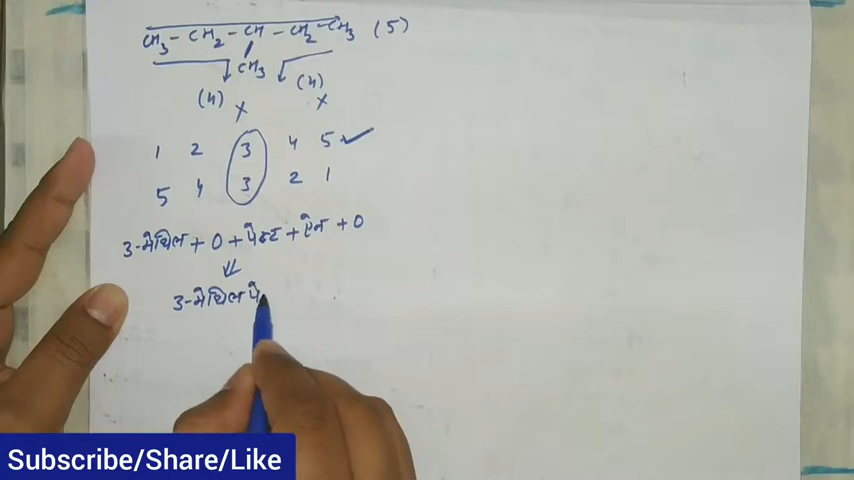 CH₃ - CH₂ - CH - CH₂ - CH₃ (5)
CH₃
(4) (4)
x x
1 2 3 4 5 ✓
5 4 3 2 1
3-मेथिल + 0 + पेन्ट + ऐन + 0
⇓
3-मेथिल पे
Subscribe/Share/Like